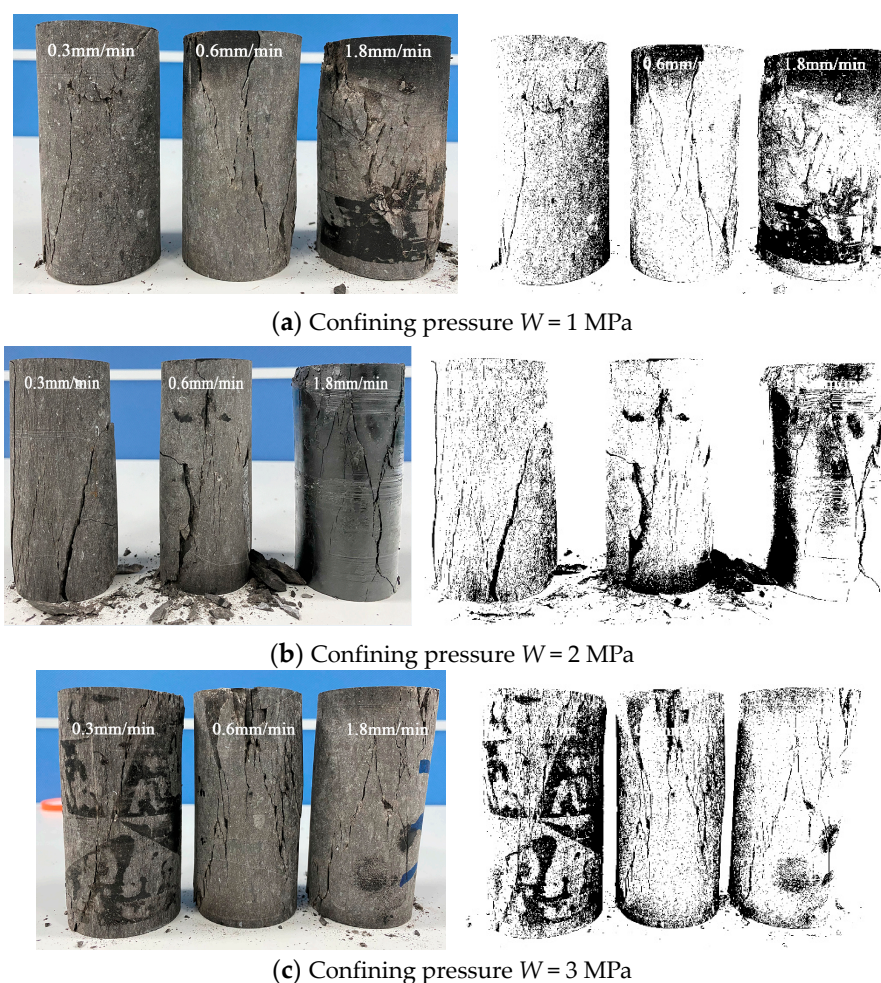 0.3mm/min 0.6mm/min 1.8mm/min 0.6mm/m 1.8mm/min
(a) Confining pressure W = 1 MPa
0.3mm/min 0.6mm/min 1.8mm/min
(b) Confining pressure W = 2 MPa
0.3mm/min 0.6mm/min 1.8mm/min
(c) Confining pressure W = 3 MPa